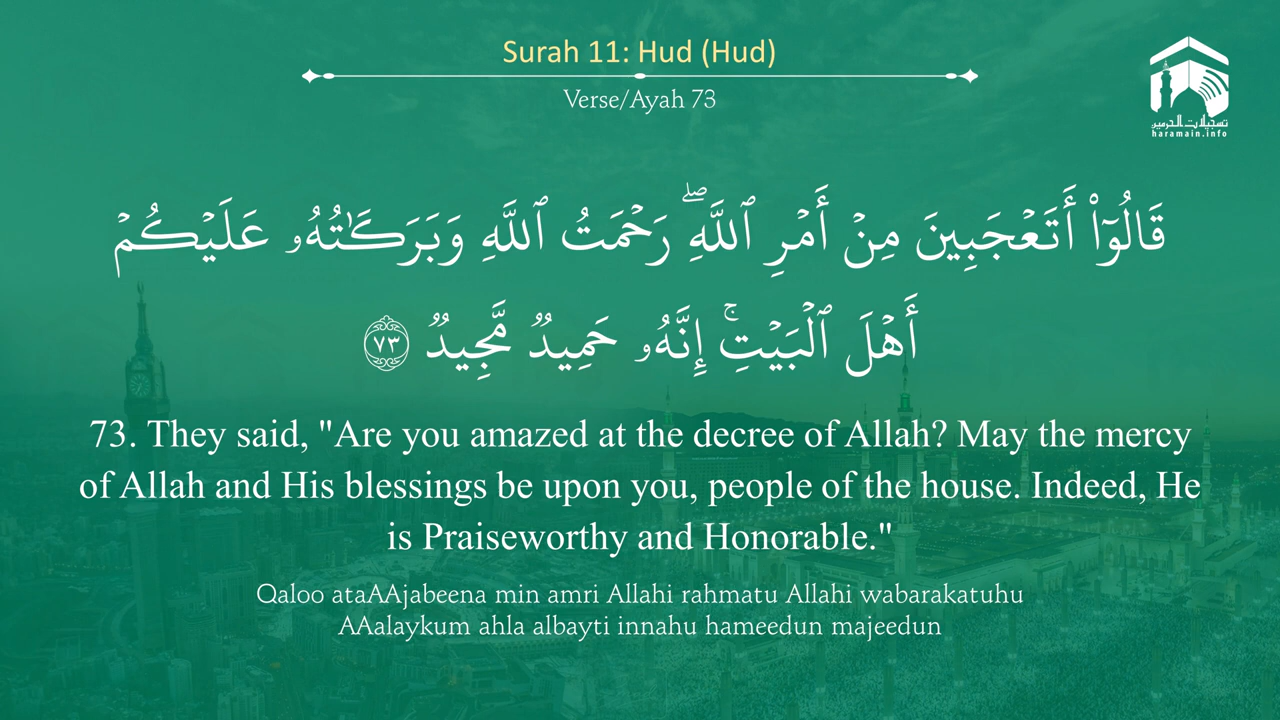 Surah 11: Hud (Hud)
Verse/Ayah 73
تسجيلات الحرمين
haramain.info
قَالُوٓا۟ أَتَعْجَبِينَ مِنْ أَمْرِ ٱللَّهِ ۖ رَحْمَتُ ٱللَّهِ وَبَرَكَـٰتُهُۥ عَلَيْكُمْ
أَهْلَ ٱلْبَيْتِ ۚ إِنَّهُۥ حَمِيدٌ مَّجِيدٌ ٧٣
73. They said, "Are you amazed at the decree of Allah? May the mercy
of Allah and His blessings be upon you, people of the house. Indeed, He
is Praiseworthy and Honorable."
Qaloo ataAAjabeena min amri Allahi rahmatu Allahi wabarakatuhu
AAalaykum ahla albayti innahu hameedun majeedun